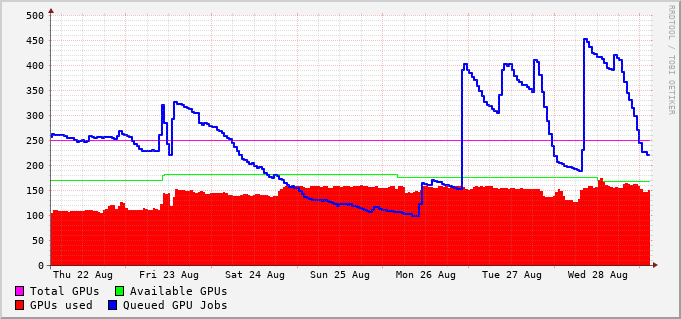 500
450
400
350
300
250
200
150
100
50
0
Thu 22 Aug Fri 23 Aug Sat 24 Aug Sun 25 Aug Mon 26 Aug Tue 27 Aug Wed 28 Aug
Total GPUs Available GPUs
GPUs used Queued GPU Jobs
RRDTOOL / TOBI OETIKER